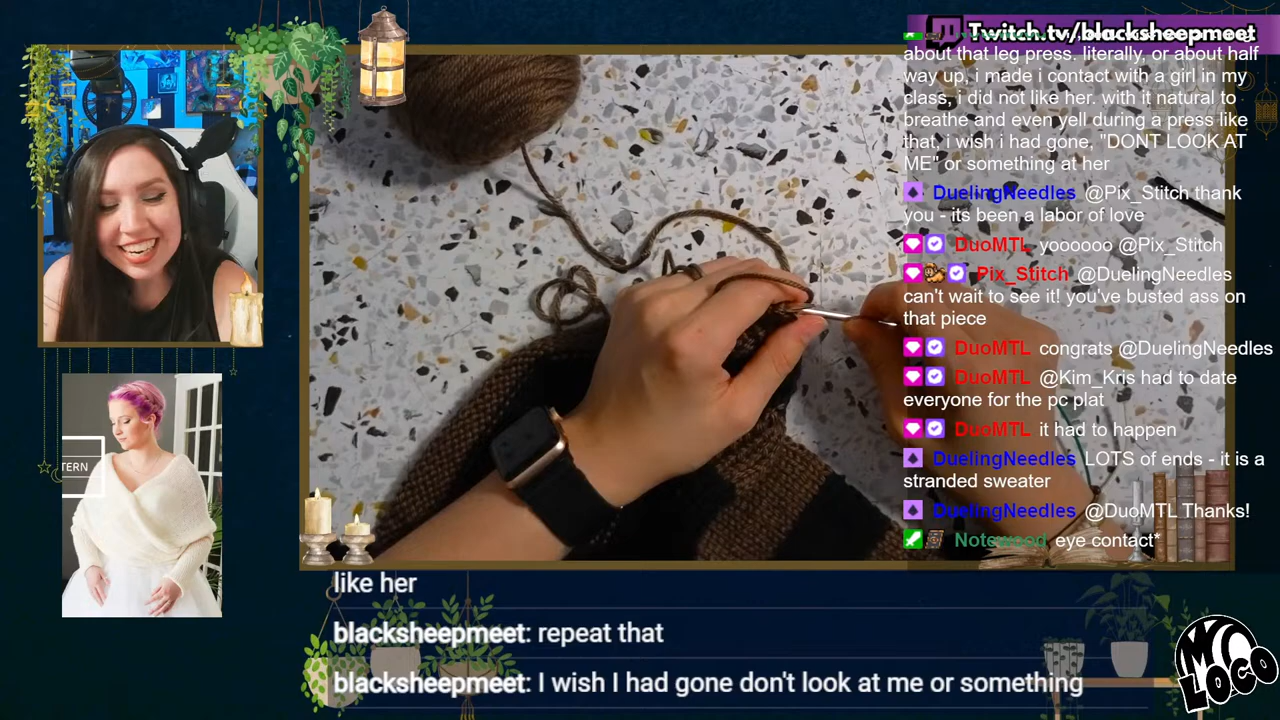 Twitch.tv/blacksheepmeet
about that leg press. literally, or about half
way up, i made i contact with a girl in my
class, i did not like her. with it natural to
breathe and even yell during a press like
that, i wish i had gone, "DONT LOOK AT
ME" or something at her
DuelingNeedles @Pix_Stitch thank
you - its been a labor of love
DuoMTL yoooooo @Pix_Stitch
Pix_Stitch @DuelingNeedles
can't wait to see it! you've busted ass on
that piece
DuoMTL congrats @DuelingNeedles
DuoMTL @Kim_Kris had to date
everyone for the pc plat
DuoMTL it had to happen
DuelingNeedles LOTS of ends - it is a
stranded sweater
DuelingNeedles @DuoMTL Thanks!
Notewood eye contact*
TERN
like her
blacksheepmeet: repeat that
blacksheepmeet: I wish I had gone don't look at me or something
MC
LOCO